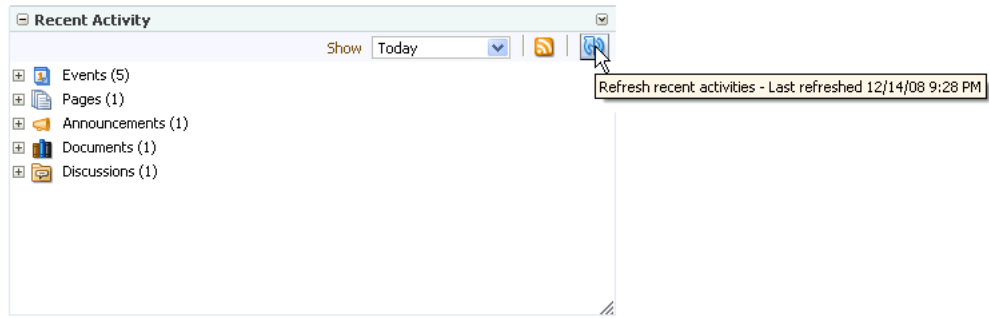 Recent Activity
Show Today
Refresh recent activities - Last refreshed 12/14/08 9:28 PM
Events (5)
Pages (1)
Announcements (1)
Documents (1)
Discussions (1)